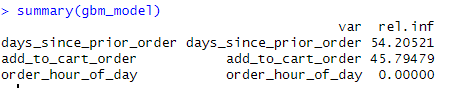 > summary(gbm_model)
var rel.inf
days_since_prior_order days_since_prior_order 54.20521
add_to_cart_order add_to_cart_order 45.79479
order_hour_of_day order_hour_of_day 0.00000